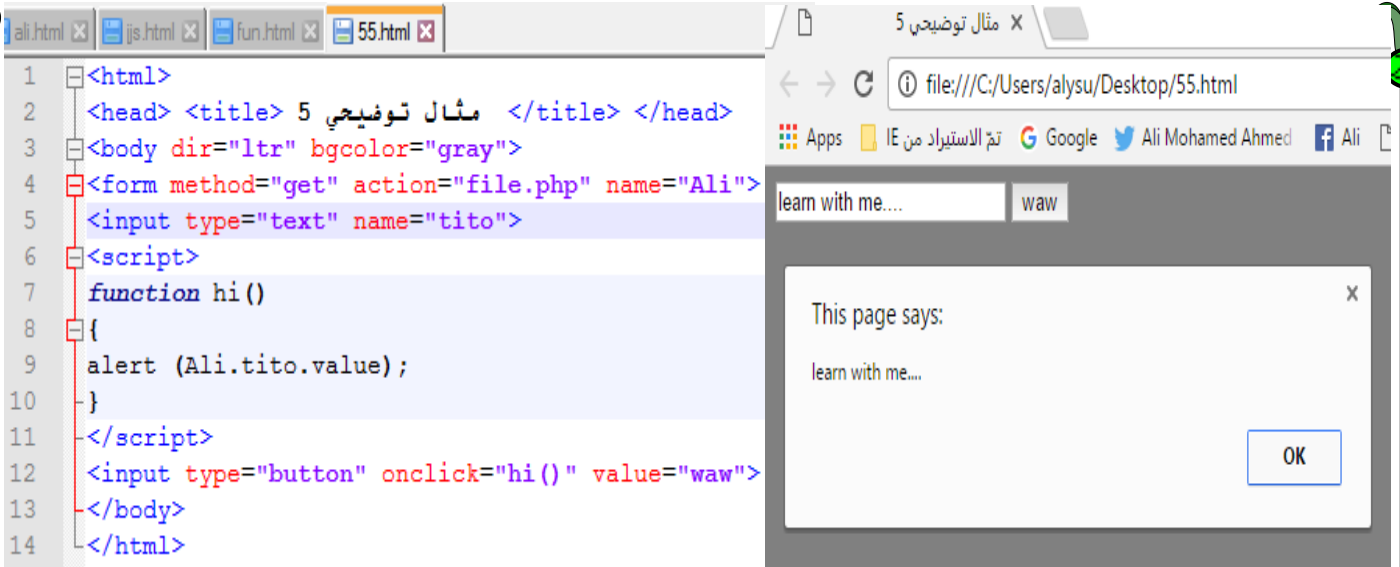 ali.html jjs.html fun.html 55.html
1 <html>
2 <head> <title> مثال توضيحي 5 </title> </head>
3 <body dir="ltr" bgcolor="gray">
4 <form method="get" action="file.php" name="Ali">
5 <input type="text" name="tito">
6 <script>
7 function hi()
8 {
9 alert (Ali.tito.value);
10 }
11 </script>
12 <input type="button" onclick="hi()" value="waw">
13 </body>
14 </html>
مثال توضيحي 5
file:///C:/Users/alysu/Desktop/55.html
Apps تمّ الاستيراد من IE Google Ali Mohamed Ahmed Ali
learn with me.... waw
This page says:
learn with me....
OK